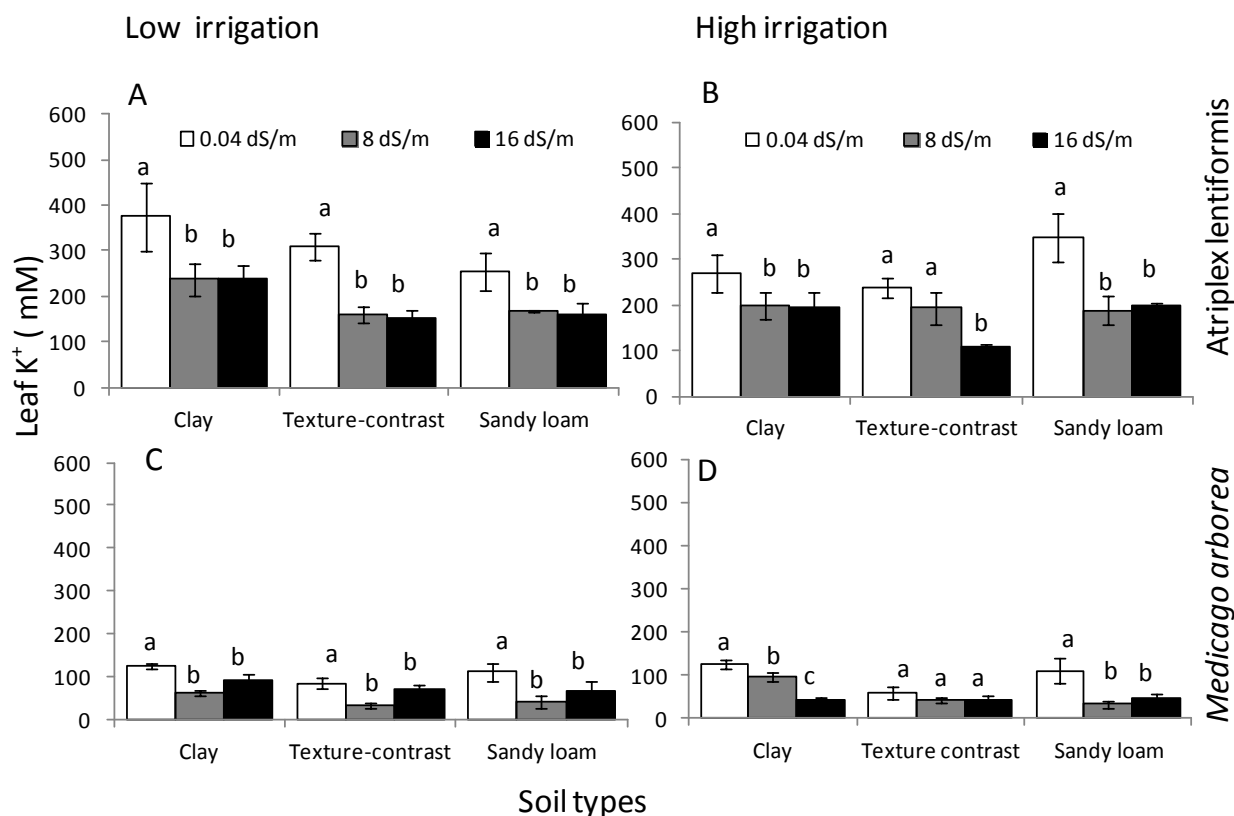 Low irrigation
High irrigation
A
600
500
400
300
200
100
0
0.04 dS/m 8 dS/m 16 dS/m
a b b a b b a b b
Clay Texture-contrast Sandy loam
B
600
500
400
300
200
100
0
0.04 dS/m 8 dS/m 16 dS/m
a b b a a b a b b
Clay Texture-contrast Sandy loam
Atriplex lentiformis
Leaf K+ ( mM)
C
600
500
400
300
200
100
0
a b b a b b a b b
Clay Texture-contrast Sandy loam
D
600
500
400
300
200
100
0
a b c a a a a b b
Clay Texture contrast Sandy loam
Medicago arborea
Soil types